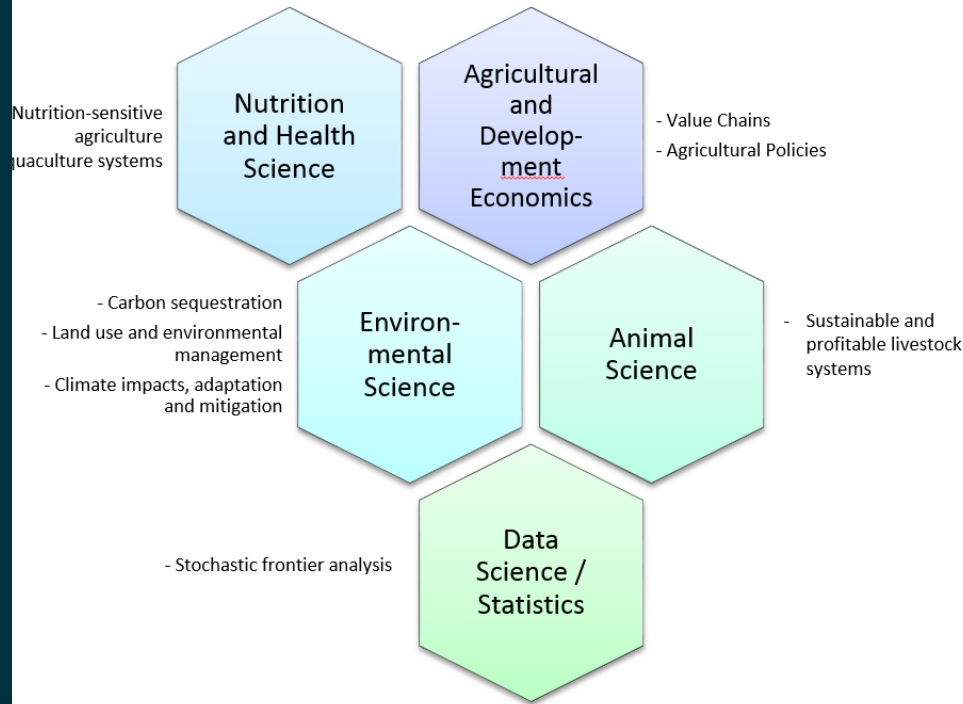 Nutrition
and Health
Science
Nutrition-sensitive
agriculture
quaculture systems
Agricultural
and
Develop-
ment
Economics
- Value Chains
- Agricultural Policies
- Carbon sequestration
- Land use and environmental
management
- Climate impacts, adaptation
and mitigation
Environ-
mental
Science
Animal
Science
- Sustainable and
profitable livestock
systems
- Stochastic frontier analysis
Data
Science /
Statistics